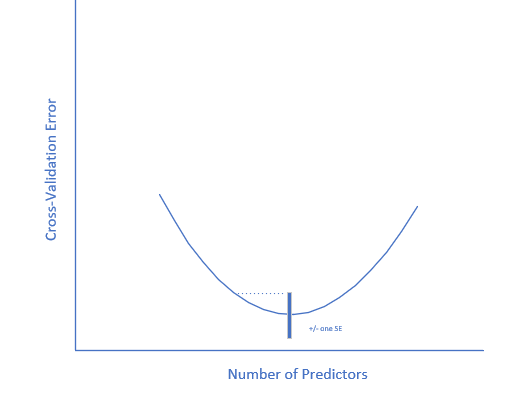 Cross-Validation Error
+/- one SE
Number of Predictors